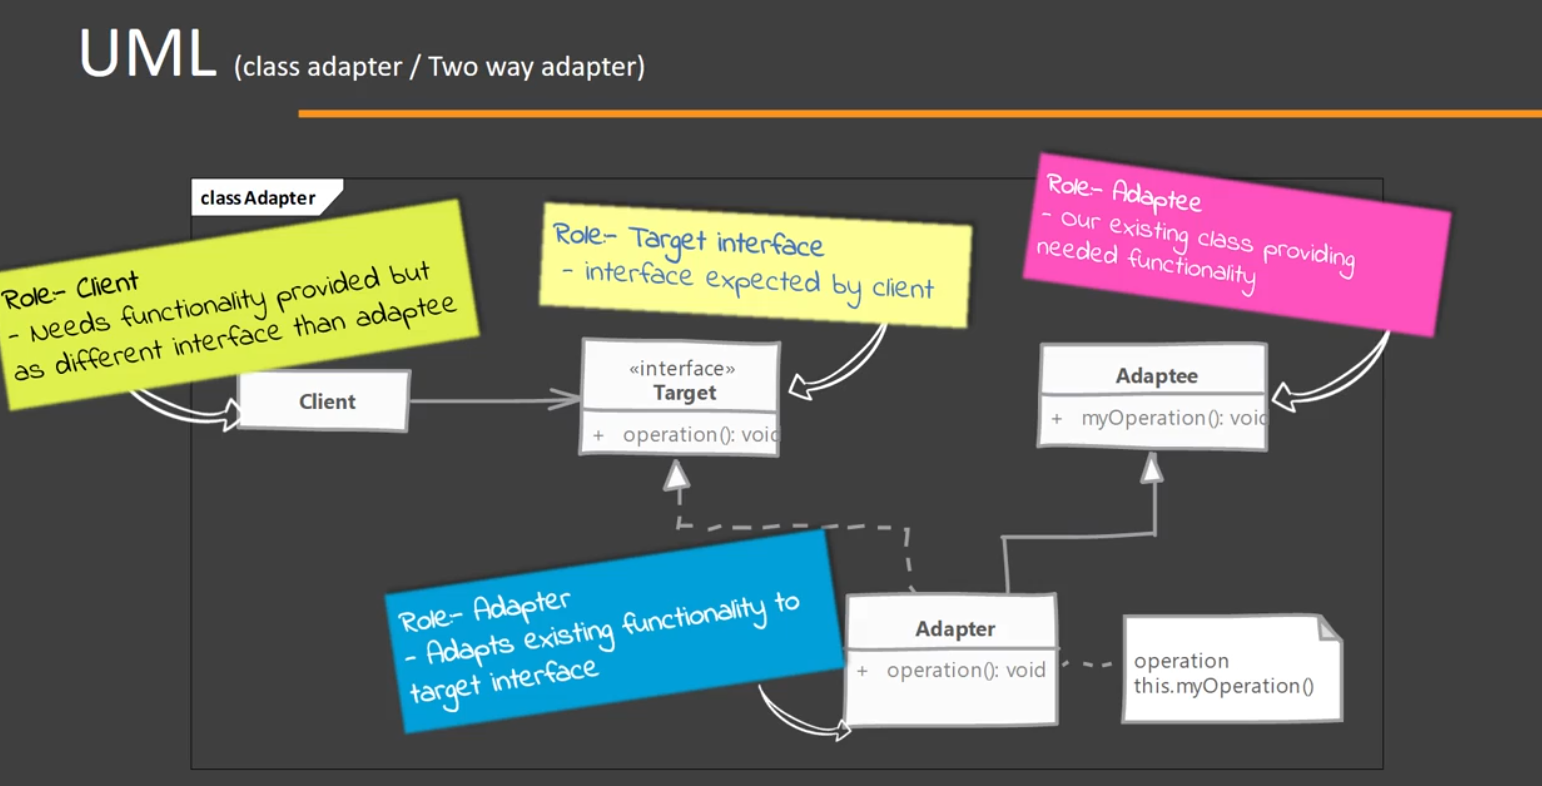 UML (class adapter / Two way adapter)
class Adapter
Role:- Client
- Needs functionality provided but
as different interface than adaptee
Role:- Target interface
- interface expected by client
Role:- Adaptee
- our existing class providing
needed functionality
Client
«interface»
Target
+ operation(): void
Adaptee
+ myOperation(): void
Role:- Adapter
- Adapts existing functionality to
target interface
Adapter
+ operation(): void
operation
this.myOperation()